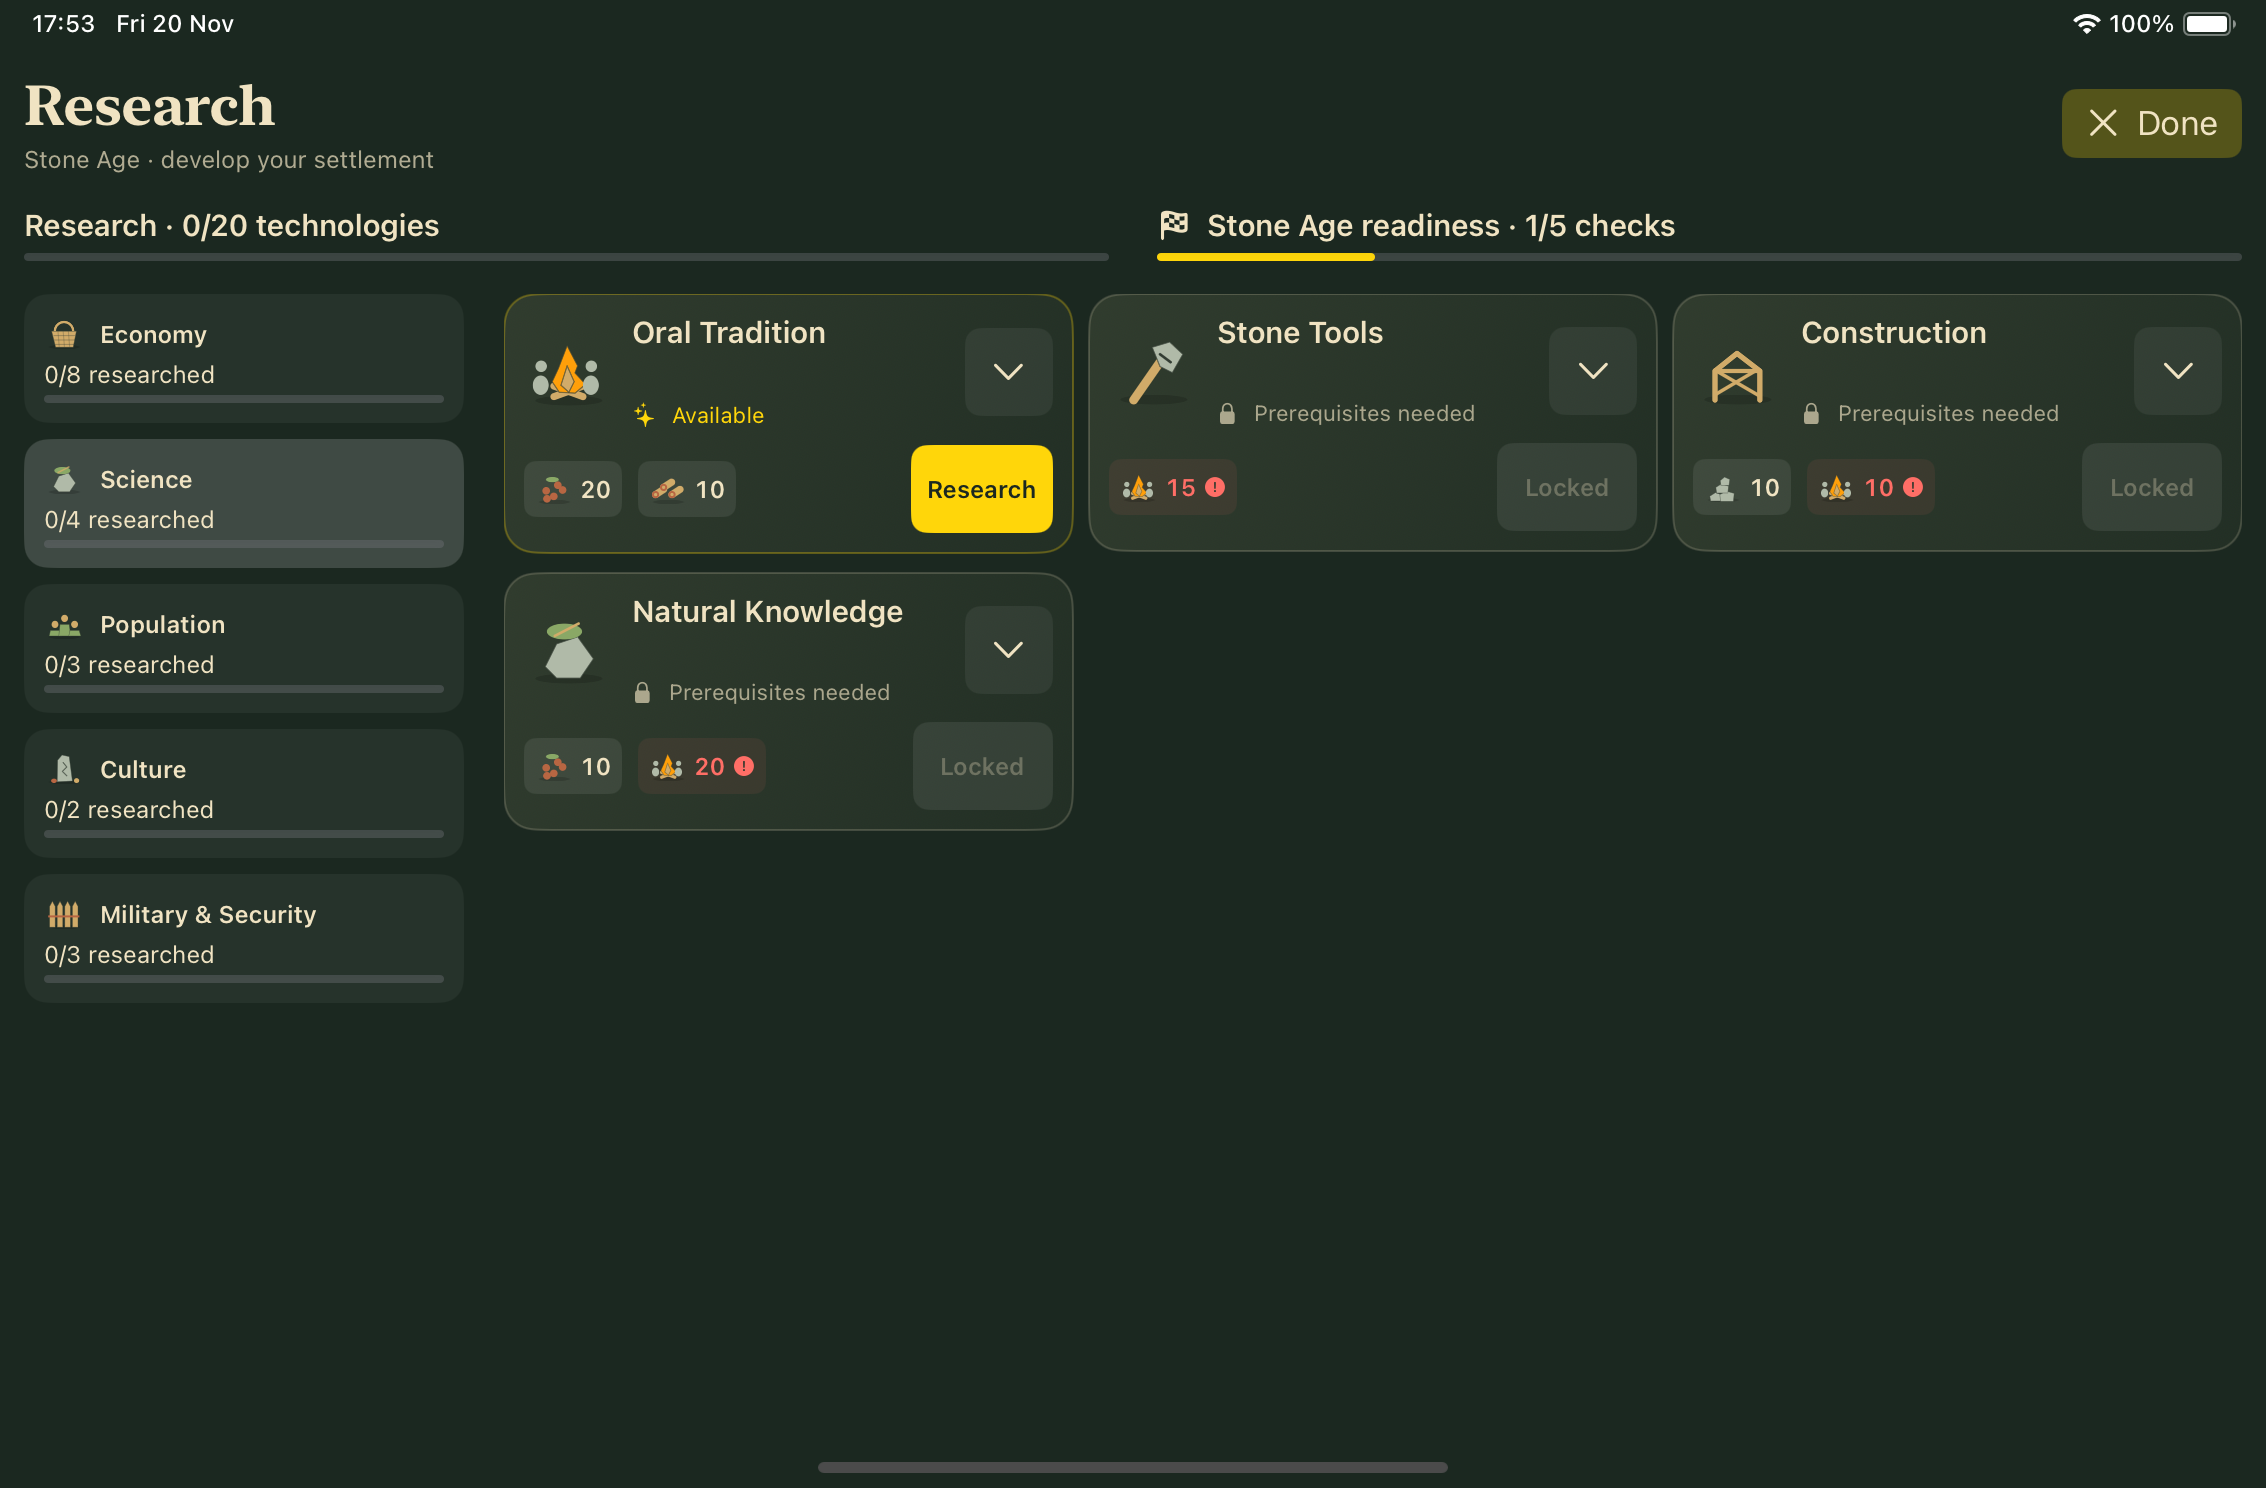 17:53 Fri 20 Nov
100%
Research
Stone Age · develop your settlement
Done
Research · 0/20 technologies
Stone Age readiness · 1/5 checks
Economy
0/8 researched
Science
0/4 researched
Population
0/3 researched
Culture
0/2 researched
Military & Security
0/3 researched
Oral Tradition
Available
20
10
Research
Stone Tools
Prerequisites needed
15
Locked
Construction
Prerequisites needed
10
10
Locked
Natural Knowledge
Prerequisites needed
10
20
Locked